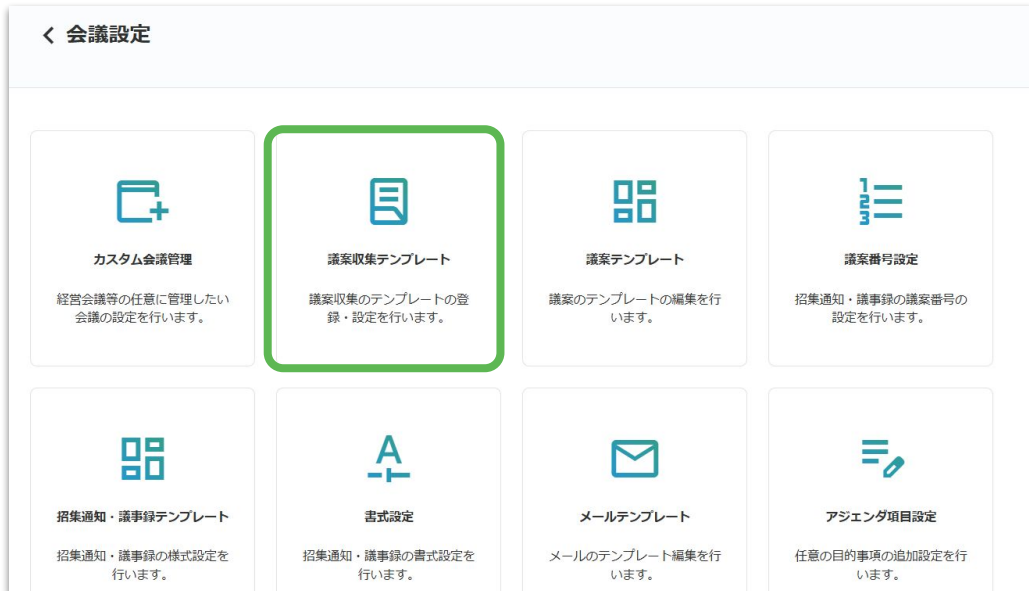 会議設定
カスタム会議管理
経営会議等の任意に管理したい
会議の設定を行います。
議案収集テンプレート
議案収集のテンプレートの登
録・設定を行います。
議案テンプレート
議案のテンプレートの編集を行
います。
1
2
3
議案番号設定
招集通知・議事録の議案番号の
設定を行います。
招集通知・議事録テンプレート
招集通知・議事録の様式設定を
行います。
A
書式設定
招集通知・議事録の書式設定を
行います。
メールテンプレート
メールのテンプレート編集を行
います。
アジェンダ項目設定
任意の目的事項の追加設定を行
います。